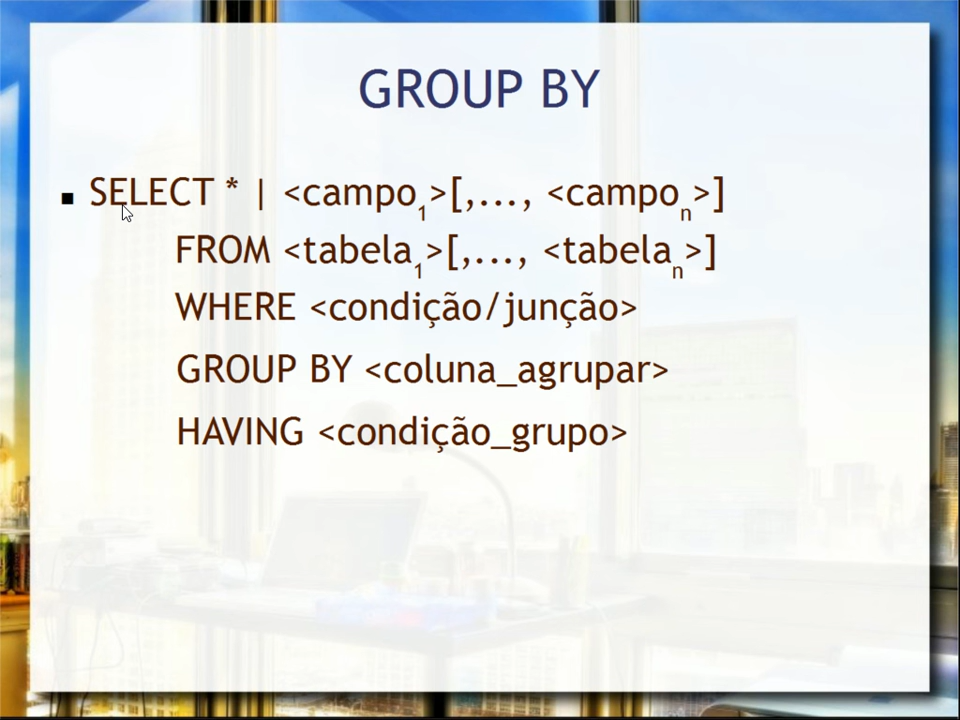 GROUP BY
▪ SELECT * | <campo₁>[,..., <campoₙ>]
FROM <tabela₁>[,..., <tabelaₙ>]
WHERE <condição/junção>
GROUP BY <coluna_agrupar>
HAVING <condição_grupo>